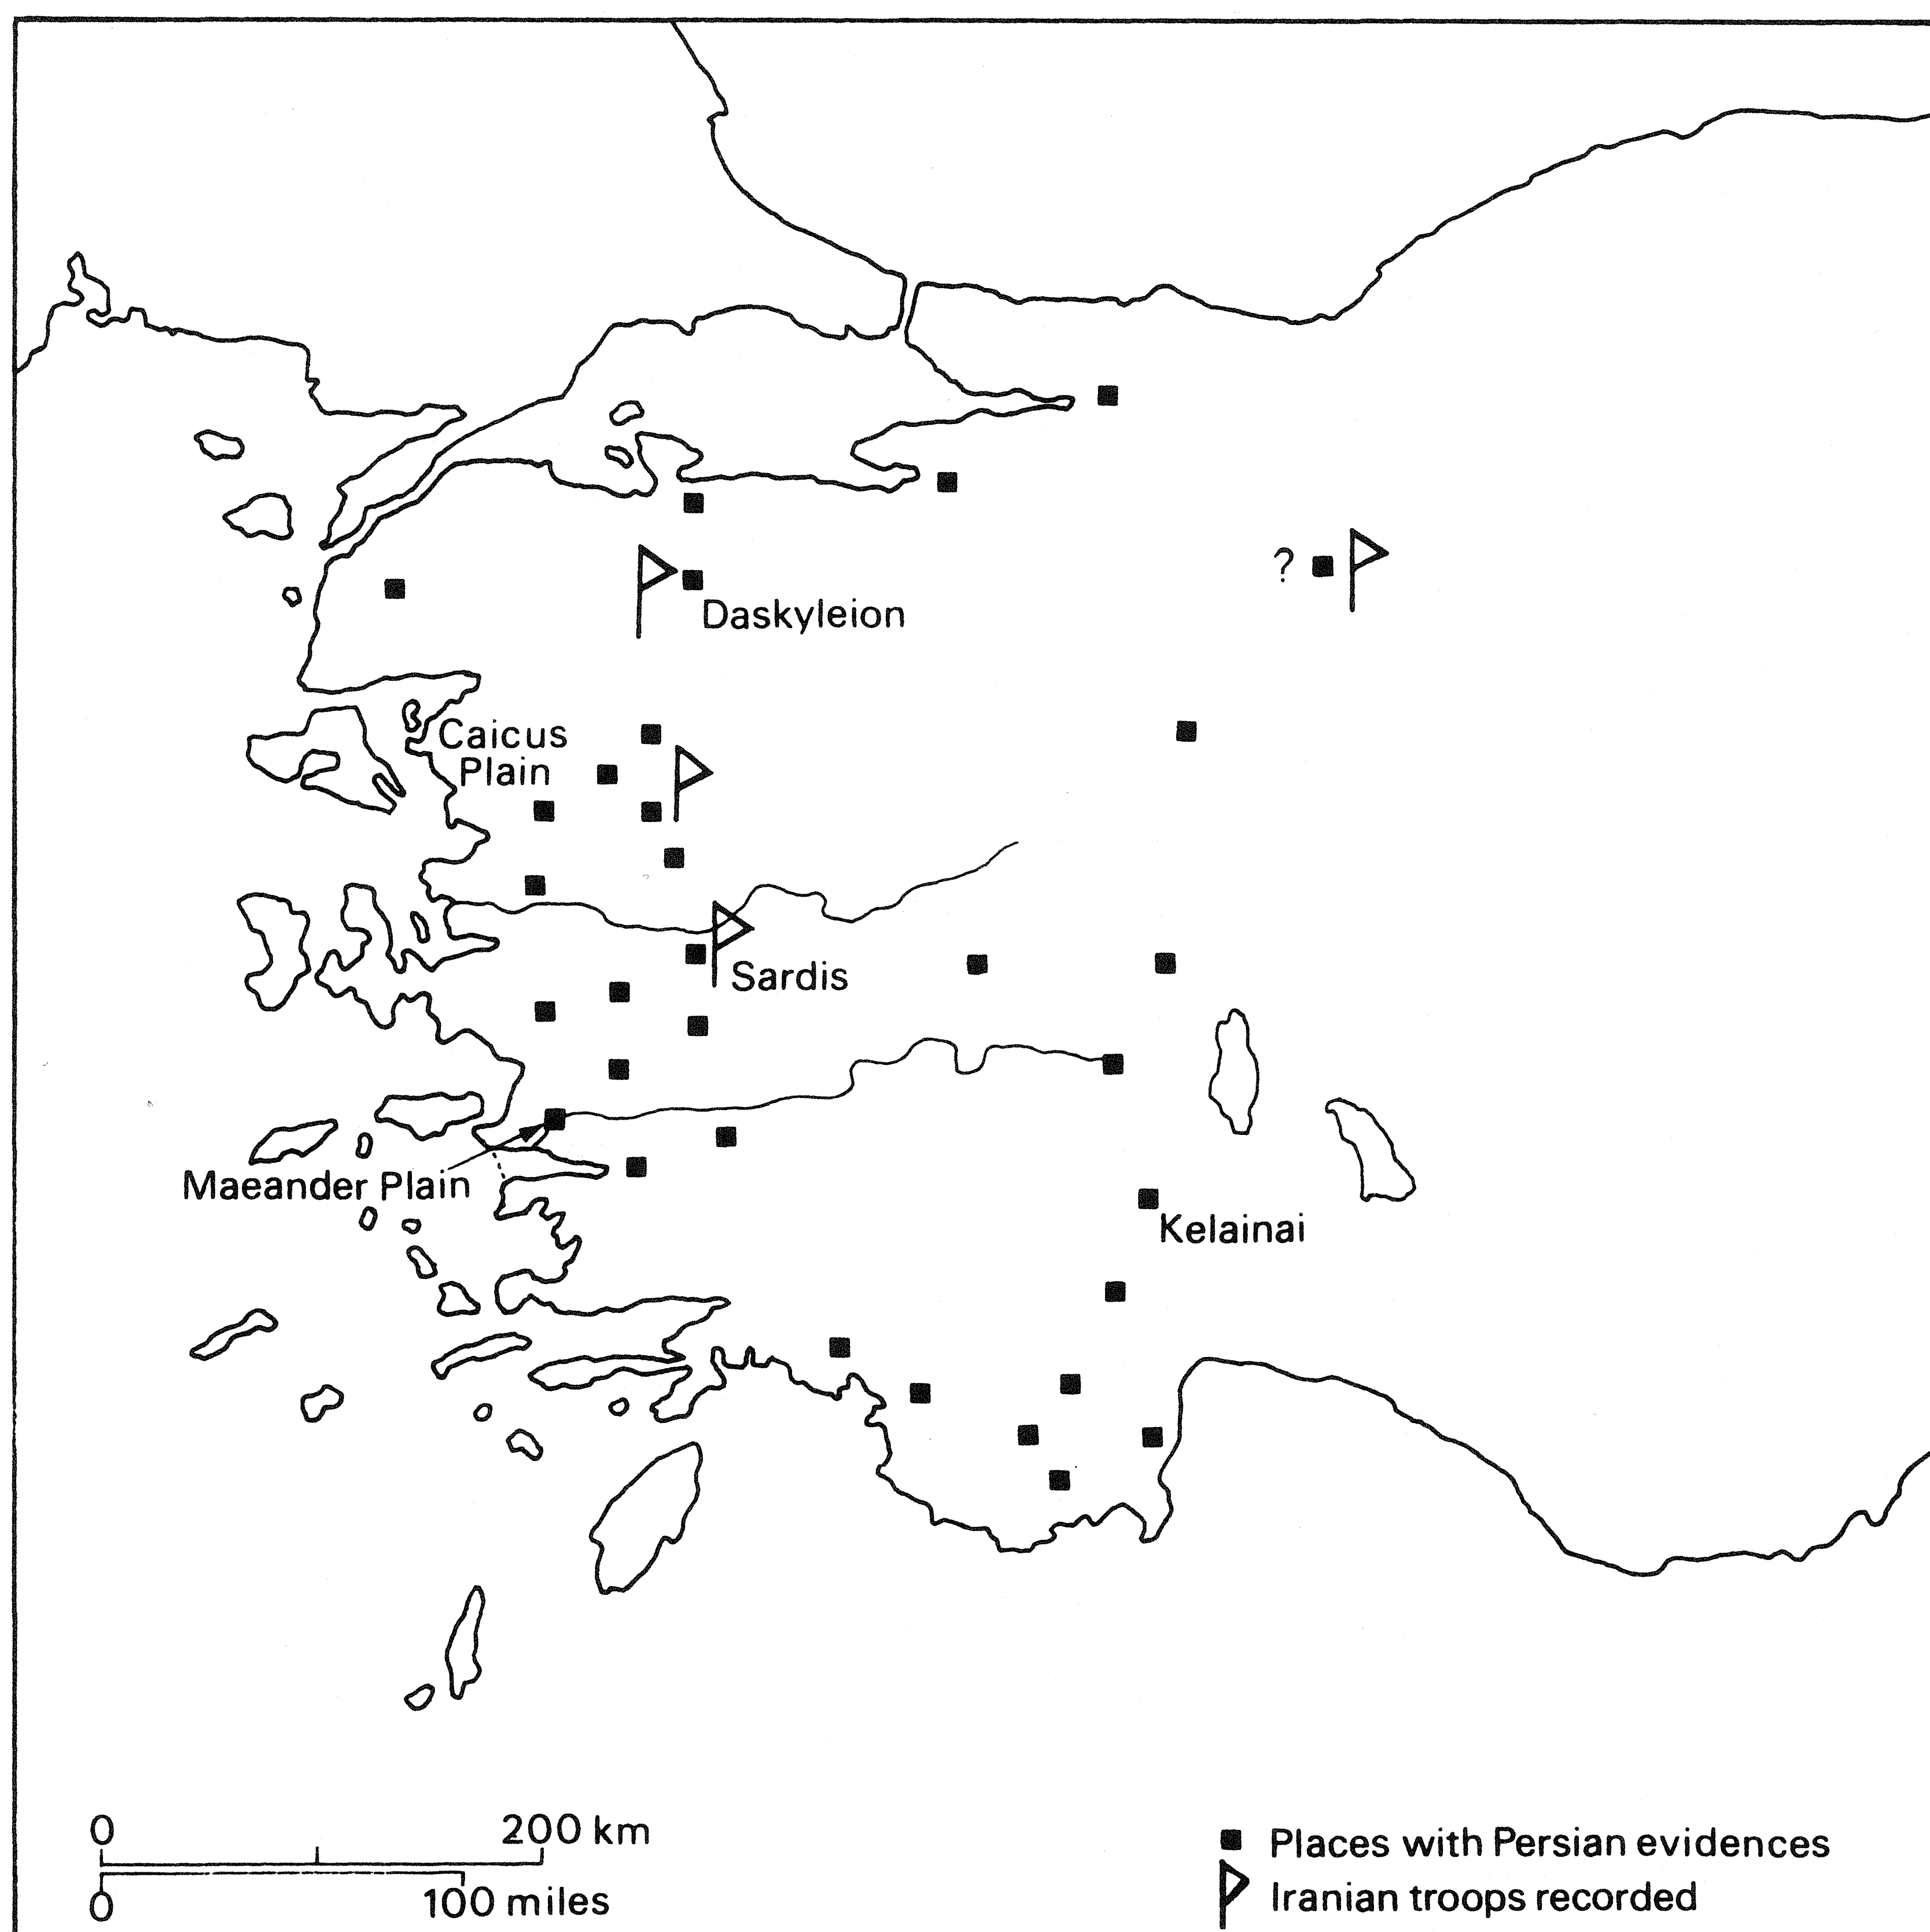 Daskyleion
?
Caicus
Plain
Sardis
Maeander Plain
Kelainai
0 200 km
0 100 miles
Places with Persian evidences
Iranian troops recorded